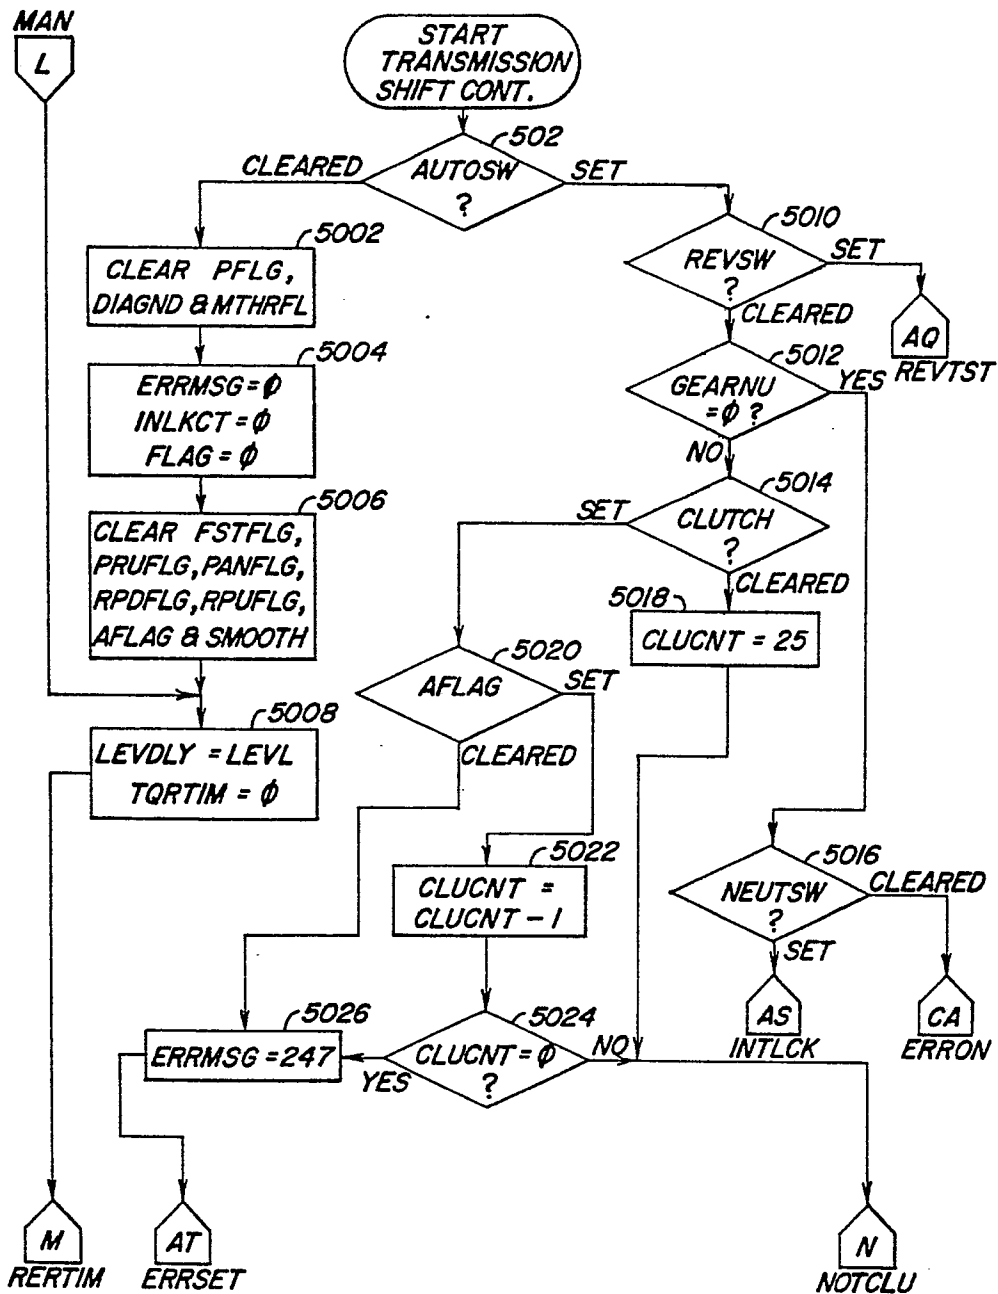 MAN
L
START
TRANSMISSION
SHIFT CONT.
502
AUTOSW
?
CLEARED
SET
5002
CLEAR PFLG,
DIAGND & MTHRFL
5004
ERRMSG = φ
INLKCT = φ
FLAG = φ
5006
CLEAR FSTFLG,
PRUFLG, PANFLG,
RPDFLG, RPUFLG,
AFLAG & SMOOTH
5008
LEVDLY = LEVL
TQRTIM = φ
5010
REVSW
?
SET
CLEARED
AQ
REVTST
5012
GEARNU
= φ ?
YES
NO
5014
CLUTCH
?
SET
CLEARED
5018
CLUCNT = 25
5020
AFLAG
SET
CLEARED
5022
CLUCNT =
CLUCNT - 1
5016
NEUTSW
?
CLEARED
SET
AS
INTLCK
CA
ERRON
5024
CLUCNT = φ
?
NO
YES
5026
ERRMSG = 247
M
RERTIM
AT
ERRSET
N
NOTCLU